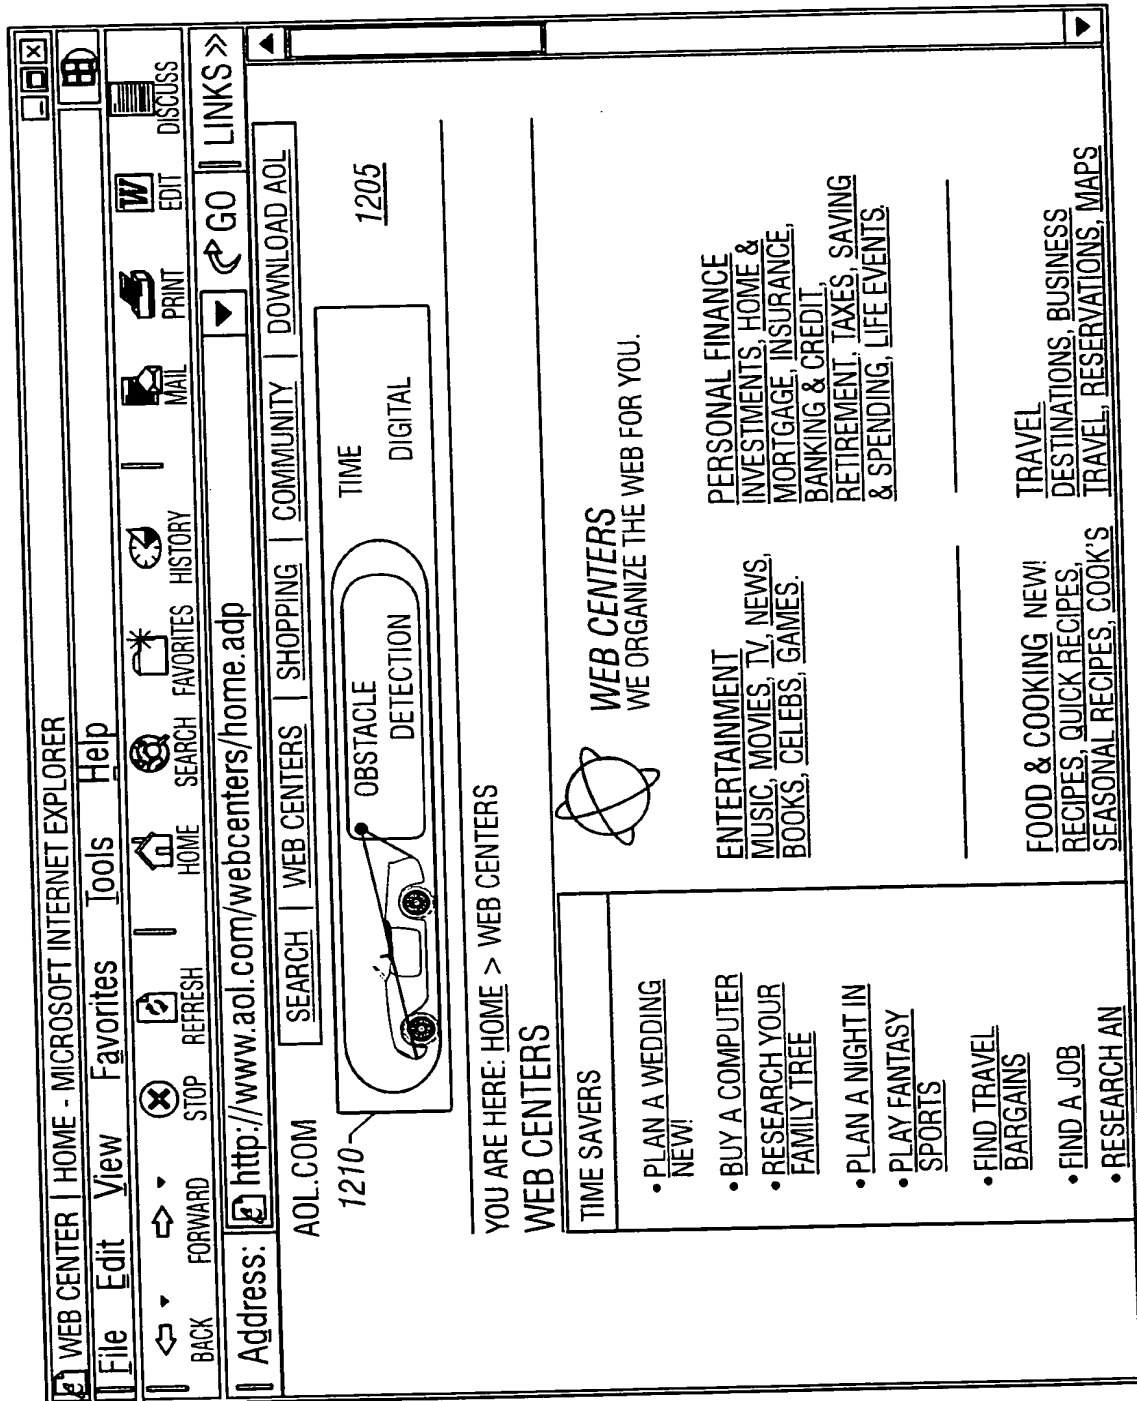 WEB CENTER | HOME - MICROSOFT INTERNET EXPLORER
File Edit View Favorites Tools Help
BACK FORWARD STOP REFRESH HOME SEARCH FAVORITES HISTORY MAIL PRINT EDIT DISCUSS
Address: http://www.aol.com/webcenters/home.adp GO LINKS >>
AOL.COM
SEARCH | WEB CENTERS | SHOPPING | COMMUNITY | DOWNLOAD AOL
1210
OBSTACLE
DETECTION
TIME
DIGITAL
1205
YOU ARE HERE: HOME > WEB CENTERS
WEB CENTERS
TIME SAVERS
• PLAN A WEDDING
NEW!
• BUY A COMPUTER
• RESEARCH YOUR
FAMILY TREE
• PLAN A NIGHT IN
• PLAY FANTASY
SPORTS
• FIND TRAVEL
BARGAINS
• FIND A JOB
• RESEARCH AN
WEB CENTERS
WE ORGANIZE THE WEB FOR YOU.
ENTERTAINMENT
MUSIC, MOVIES, TV, NEWS,
BOOKS, CELEBS, GAMES.
PERSONAL FINANCE
INVESTMENTS, HOME &
MORTGAGE, INSURANCE,
BANKING & CREDIT,
RETIREMENT, TAXES, SAVING
& SPENDING, LIFE EVENTS.
FOOD & COOKING NEW!
RECIPES, QUICK RECIPES,
SEASONAL RECIPES, COOK'S
TRAVEL
DESTINATIONS, BUSINESS
TRAVEL, RESERVATIONS, MAPS